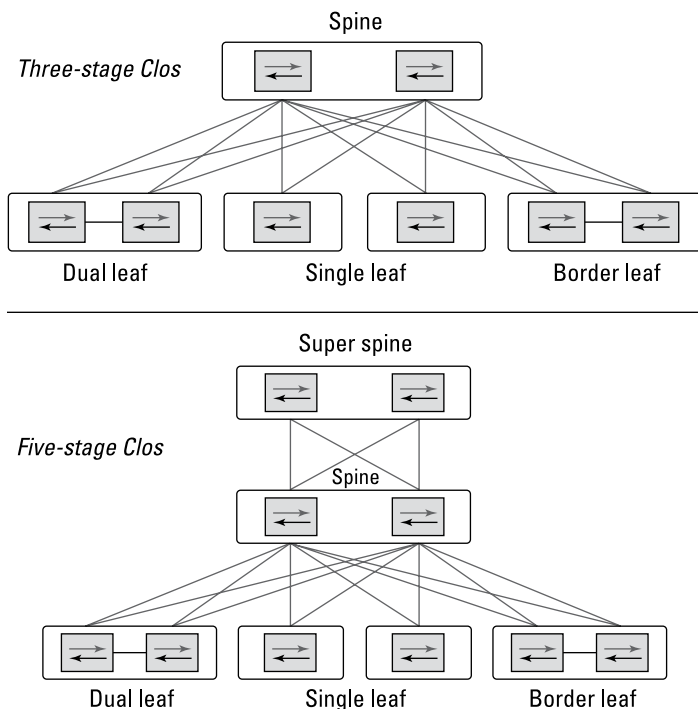 Spine
Three-stage Clos
Dual leaf
Single leaf
Border leaf
Super spine
Five-stage Clos
Spine
Dual leaf
Single leaf
Border leaf